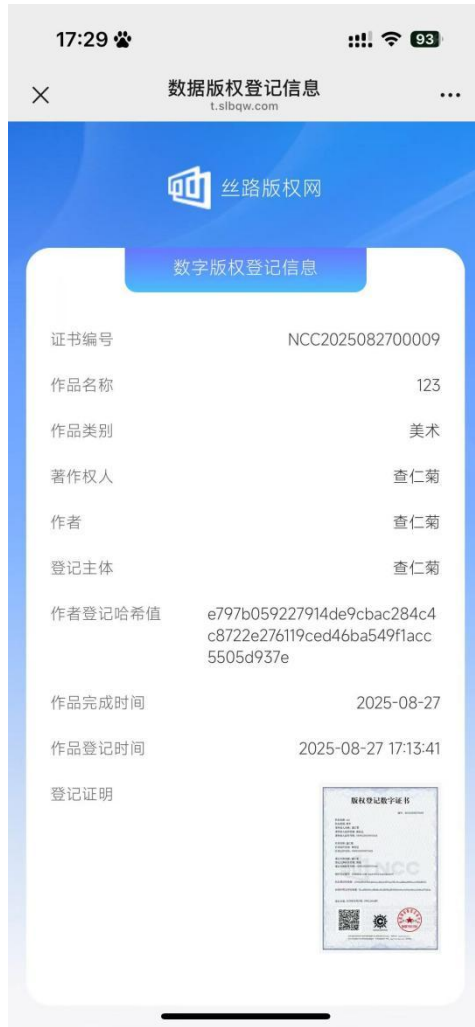 17:29
93
数据版权登记信息
t.slbqw.com
丝路版权网
数字版权登记信息
证书编号 NCC2025082700009
作品名称 123
作品类别 美术
著作权人 查仁菊
作者 查仁菊
登记主体 查仁菊
作者登记哈希值 e797b059227914de9cbac284c4
c8722e276119ced46ba549f1acc
5505d937e
作品完成时间 2025-08-27
作品登记时间 2025-08-27 17:13:41
登记证明
版权登记数字证书
NCC